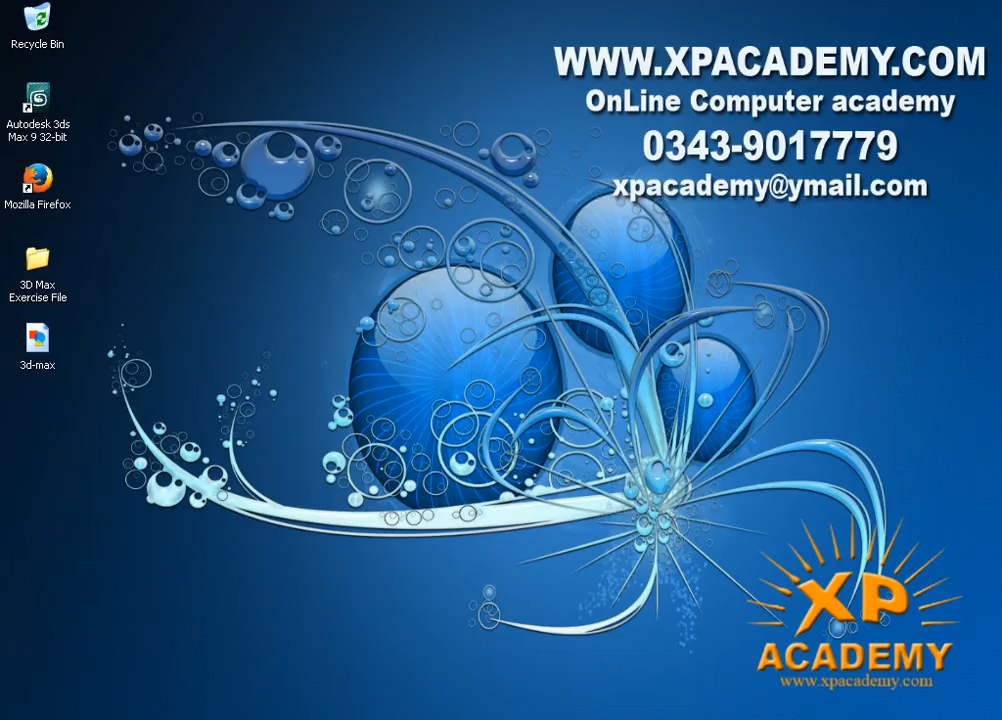 Recycle Bin
Autodesk 3ds
Max 9 32-bit
Mozilla Firefox
3D Max
Exercise File
3d-max
WWW.XPACADEMY.COM
OnLine Computer academy
0343-9017779
xpacademy@ymail.com
XP
ACADEMY
www.xpacademy.com